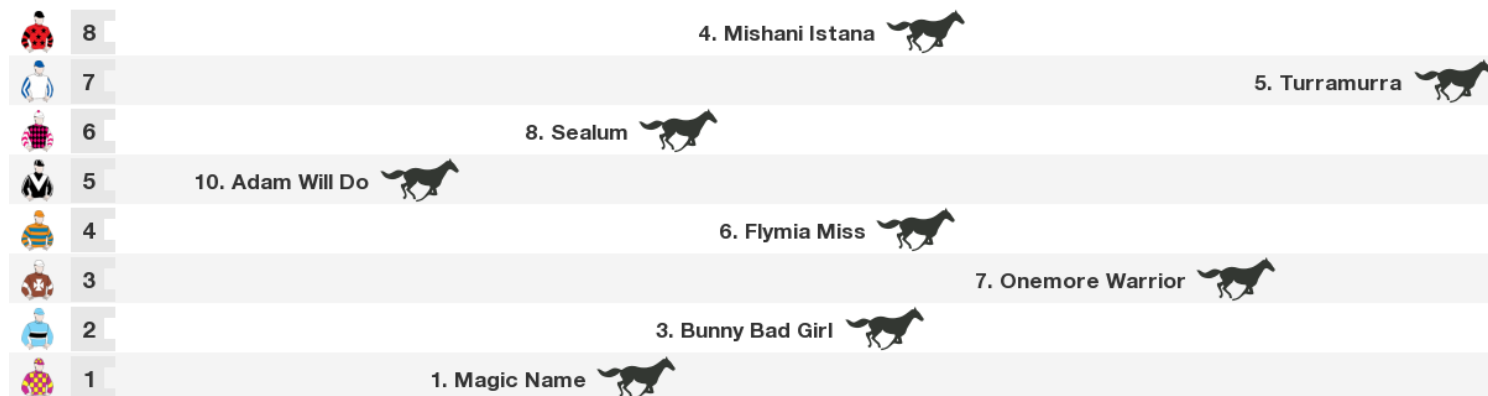 8 4. Mishani Istana
7 5. Turramurra
6 8. Sealum
5 10. Adam Will Do
4 6. Flymia Miss
3 7. Onemore Warrior
2 3. Bunny Bad Girl
1 1. Magic Name